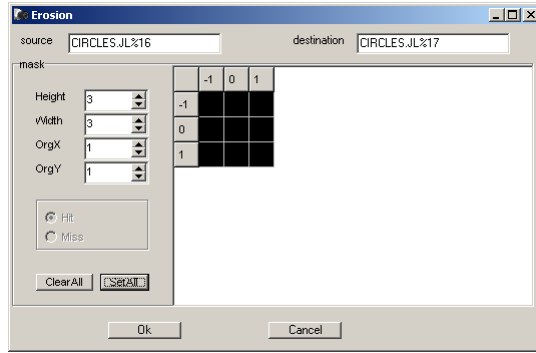 Erosion
source CIRCLES.JL%16 destination CIRCLES.JL%17
mask
-1 0 1
Height 3
-1
Width 3
0
OrgX 1
1
OrgY 1
Hit
Miss
ClearAll SetAll
Ok Cancel